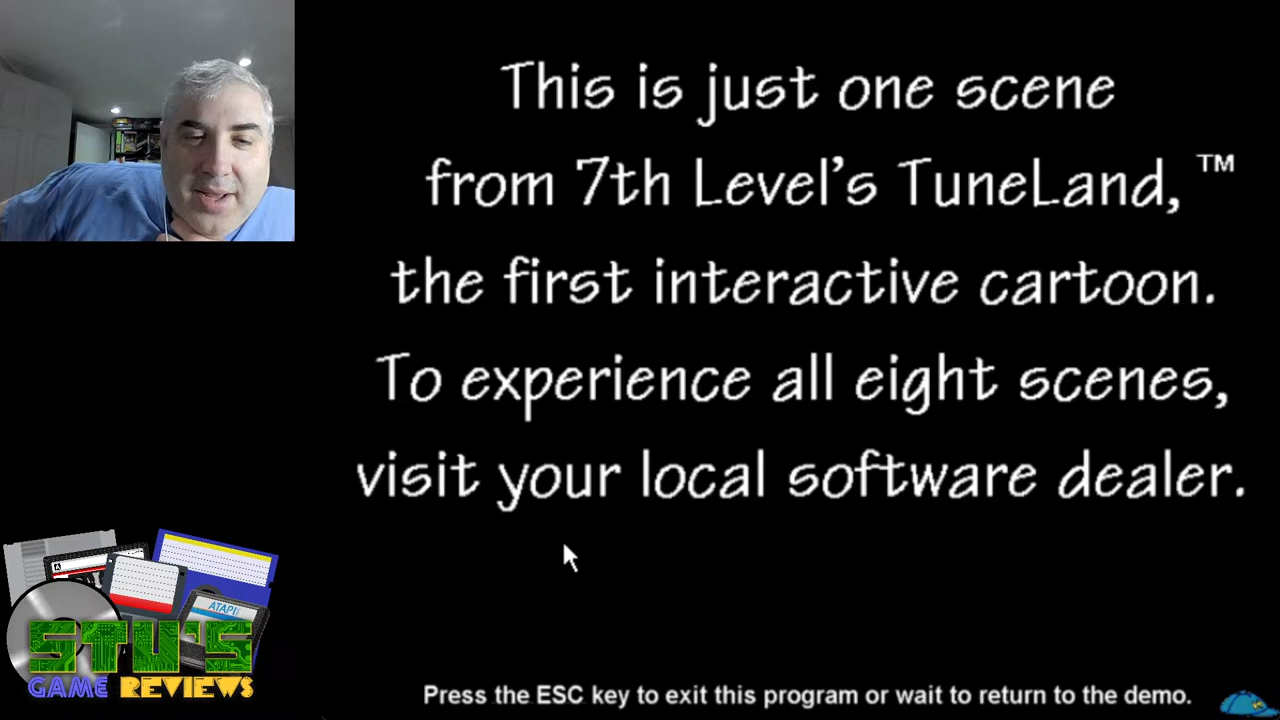 This is just one scene
from 7th Level's TuneLand, ™
the first interactive cartoon.
To experience all eight scenes,
visit your local software dealer.
ATAPI
STU'S
GAME REVIEWS
Press the ESC key to exit this program or wait to return to the demo.